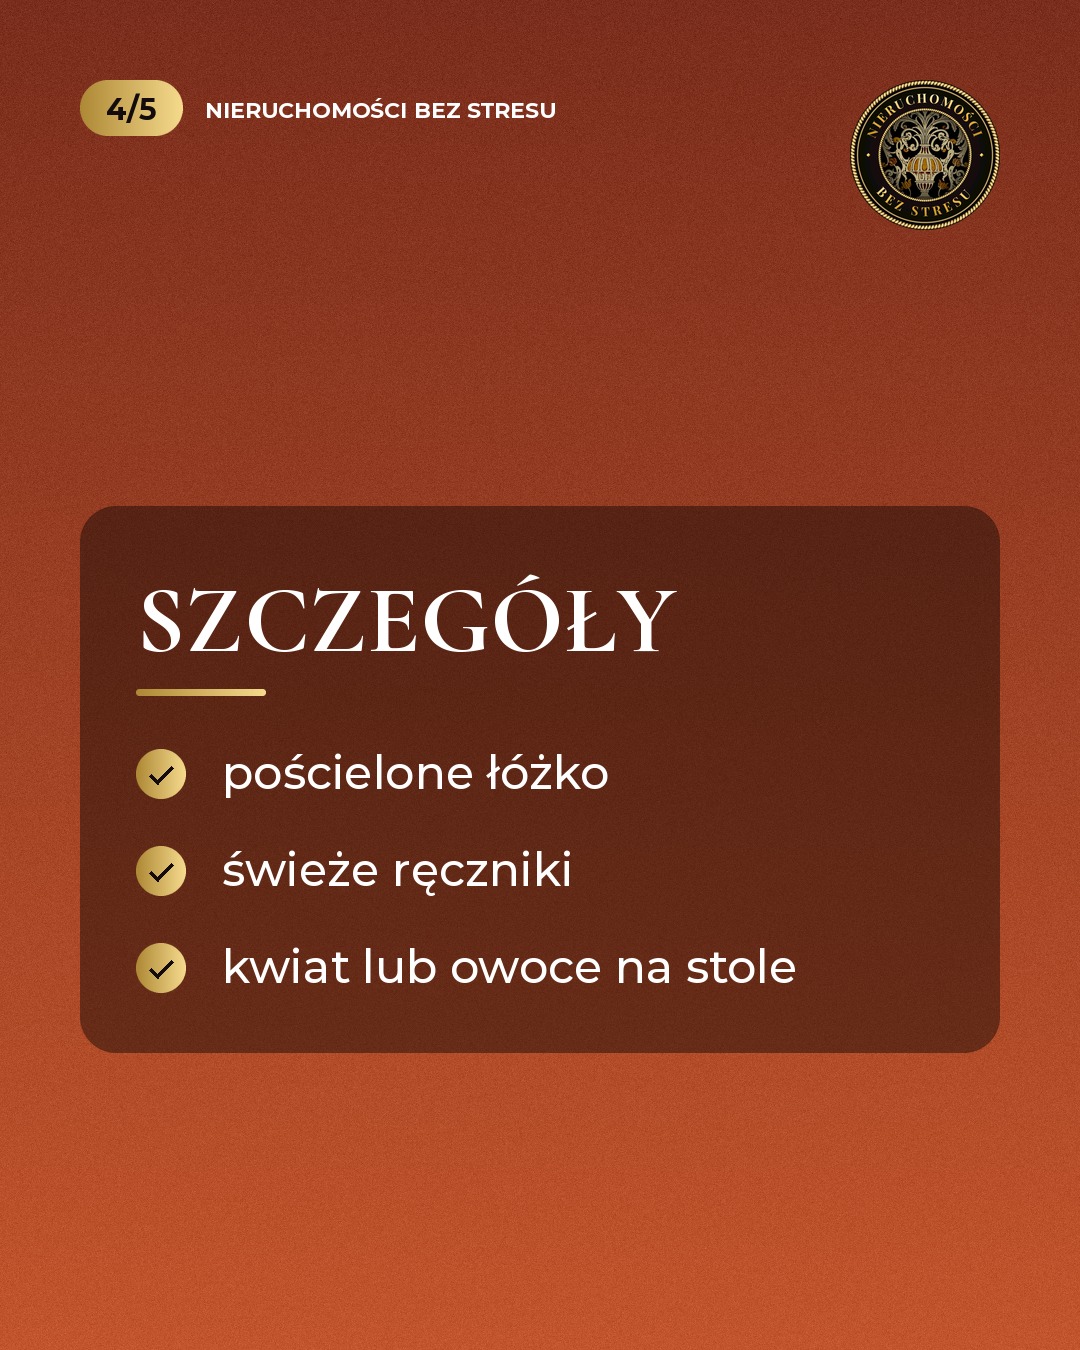 4/5 NIERUCHOMOŚCI BEZ STRESU
NIERUCHOMOŚCI
BEZ STRESU
SZCZEGÓŁY
pościelone łóżko
świeże ręczniki
kwiat lub owoce na stole